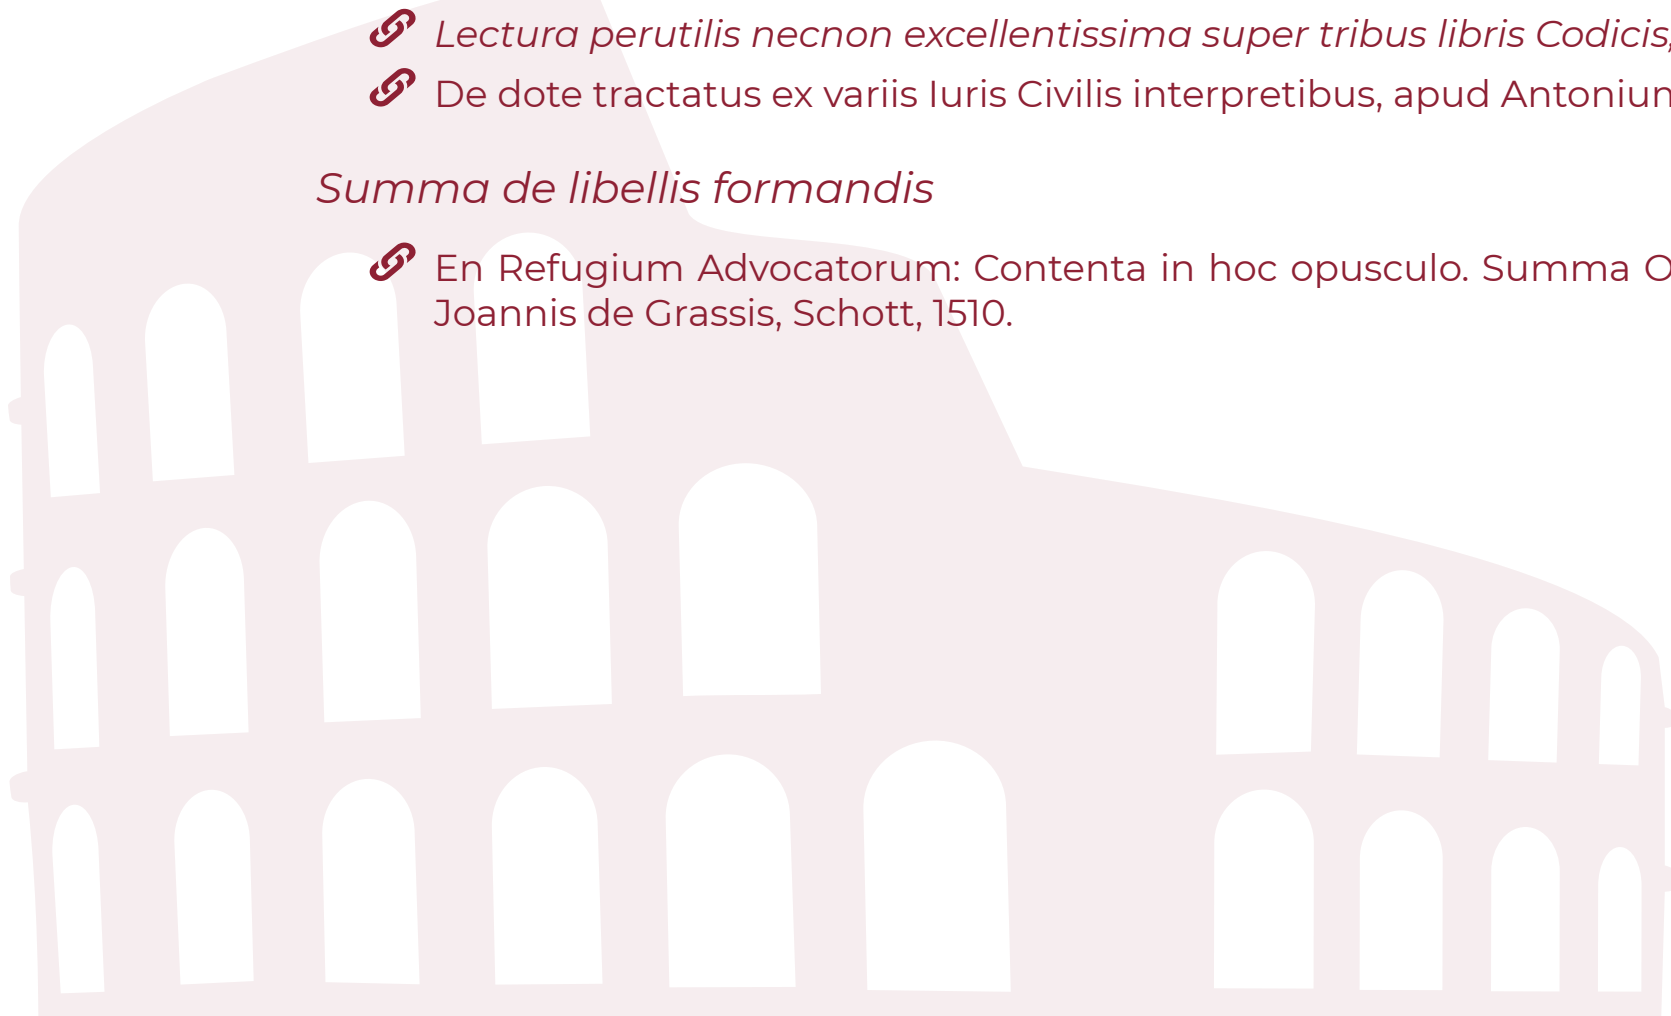 Lectura perutilis necnon excellentissima super tribus libris Codicis,
De dote tractatus ex variis Iuris Civilis interpretibus, apud Antonium
Summa de libellis formandis
En Refugium Advocatorum: Contenta in hoc opusculo. Summa O
Joannis de Grassis, Schott, 1510.